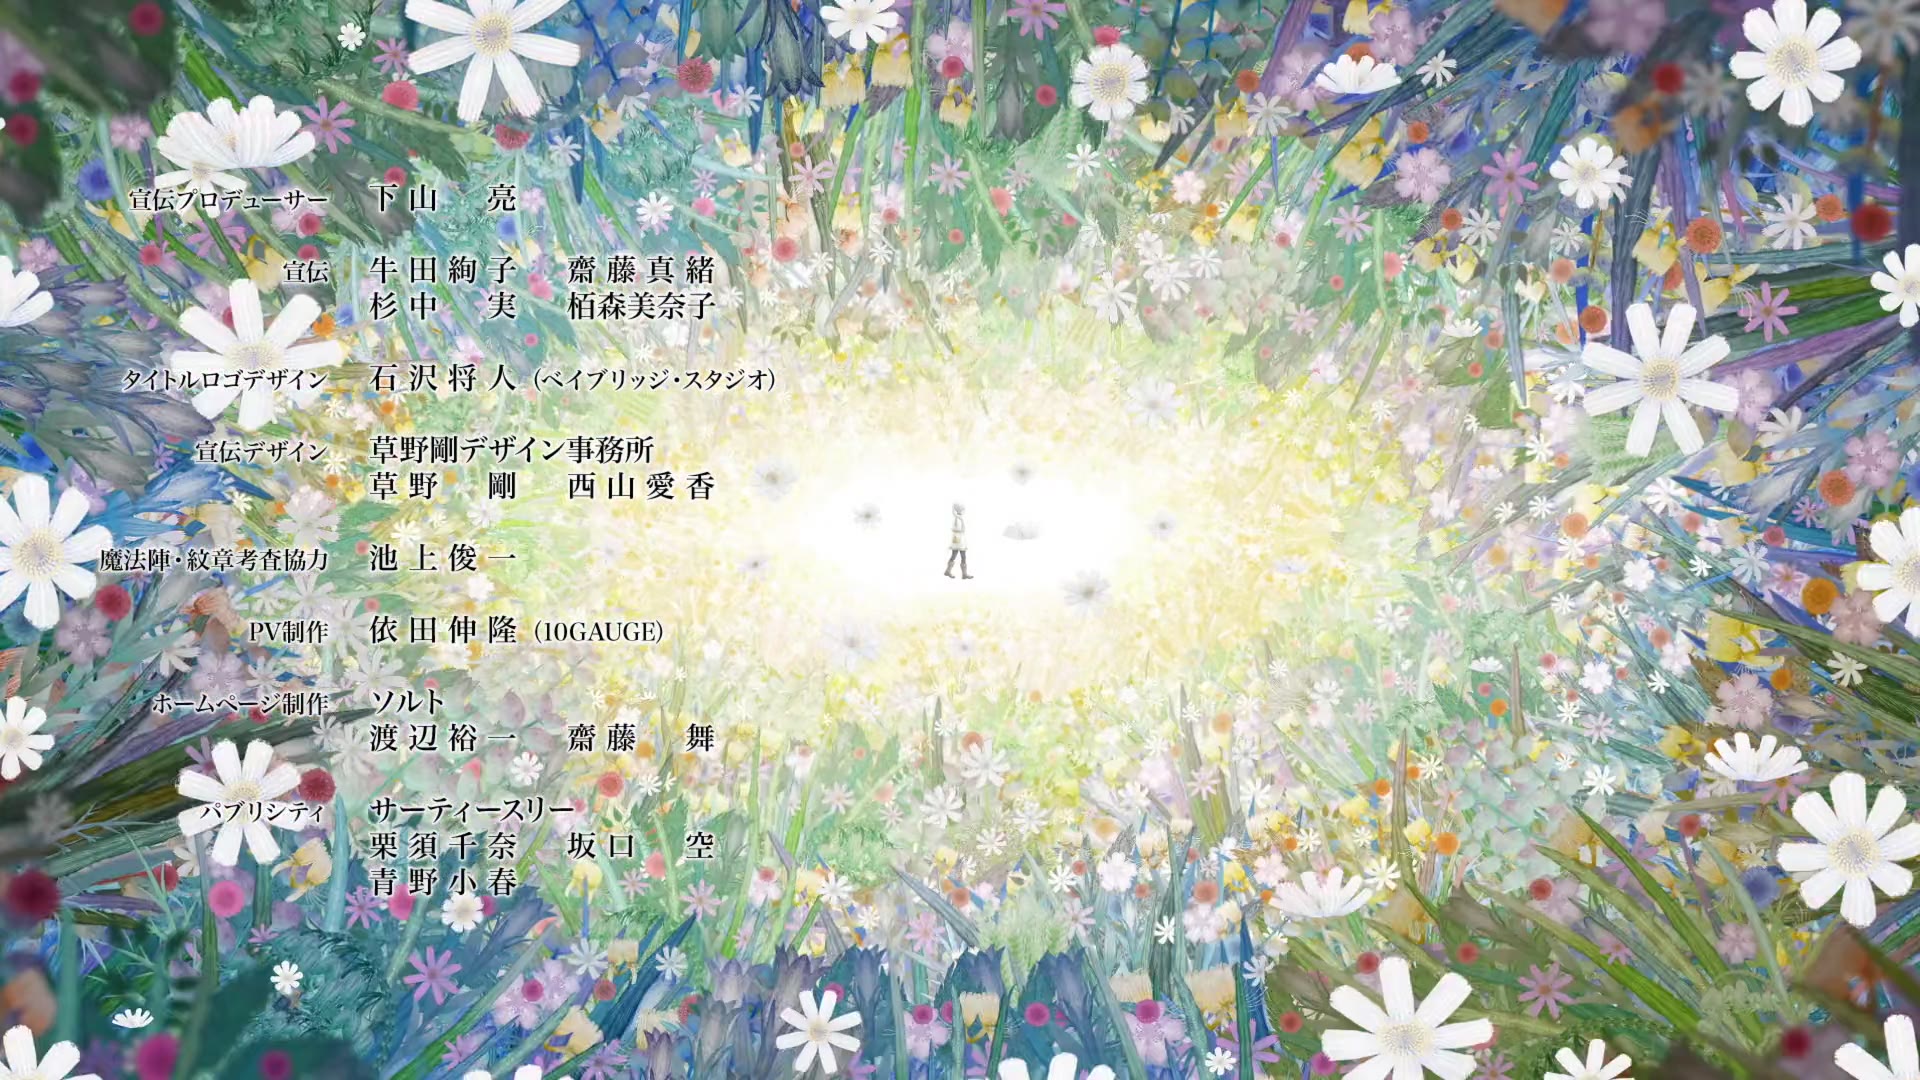 宣伝プロデューサー 下山 亮
宣伝 牛田絢子 齋藤真緒
杉中 実 栢森美奈子
タイトルロゴデザイン 石沢将人（ベイブリッジ・スタジオ）
宣伝デザイン 草野剛デザイン事務所
草野 剛 西山愛香
魔法陣・紋章考査協力 池上俊一
PV制作 依田伸隆（10GAUGE）
ホームページ制作 ソルト
渡辺裕一 齋藤 舞
パブリシティ サーティースリー
栗須千奈 坂口 空
青野小春